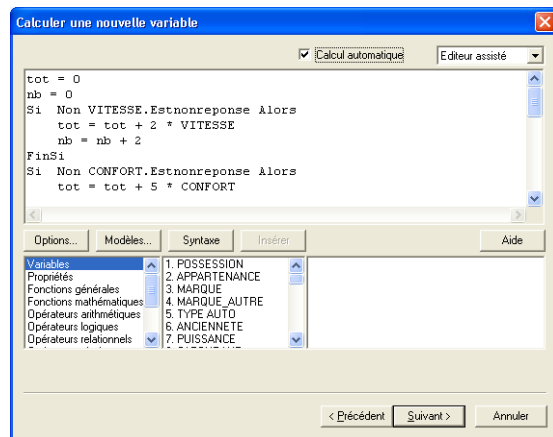 Calculer une nouvelle variable
Calcul automatique
Editeur assisté
tot = 0
nb = 0
Si Non VITESSE.Estnonreponse Alors
tot = tot + 2 * VITESSE
nb = nb + 2
FinSi
Si Non CONFORT.Estnonreponse Alors
tot = tot + 5 * CONFORT
Options... Modèles... Syntaxe Insérer Aide
Variables
Propriétés
Fonctions générales
Fonctions mathématiques
Opérateurs arithmétiques
Opérateurs logiques
Opérateurs relationnels
1. POSSESSION
2. APPARTENANCE
3. MARQUE
4. MARQUE_AUTRE
5. TYPE AUTO
6. ANCIENNETE
7. PUISSANCE
< Précédent Suivant > Annuler